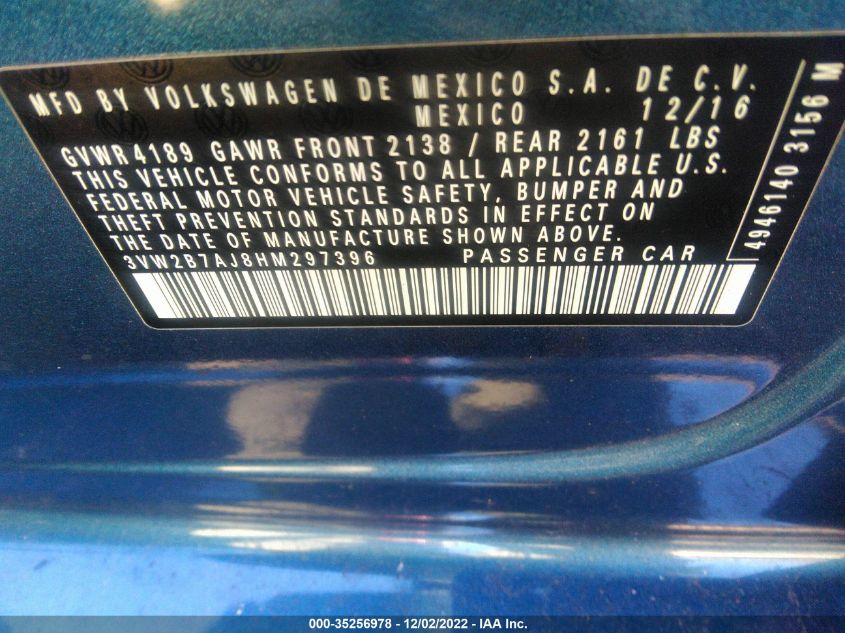 MFD BY VOLKSWAGEN DE MEXICO S.A. DE C.V.
MEXICO 12/16
GVWR4189 GAWR FRONT 2138 / REAR 2161 LBS
THIS VEHICLE CONFORMS TO ALL APPLICABLE U.S.
FEDERAL MOTOR VEHICLE SAFETY, BUMPER AND
THEFT PREVENTION STANDARDS IN EFFECT ON
THE DATE OF MANUFACTURE SHOWN ABOVE.
3VW2B7AJ8HM297396 PASSENGER CAR
4946140 3156 M
000-35256978 - 12/02/2022 - IAA Inc.